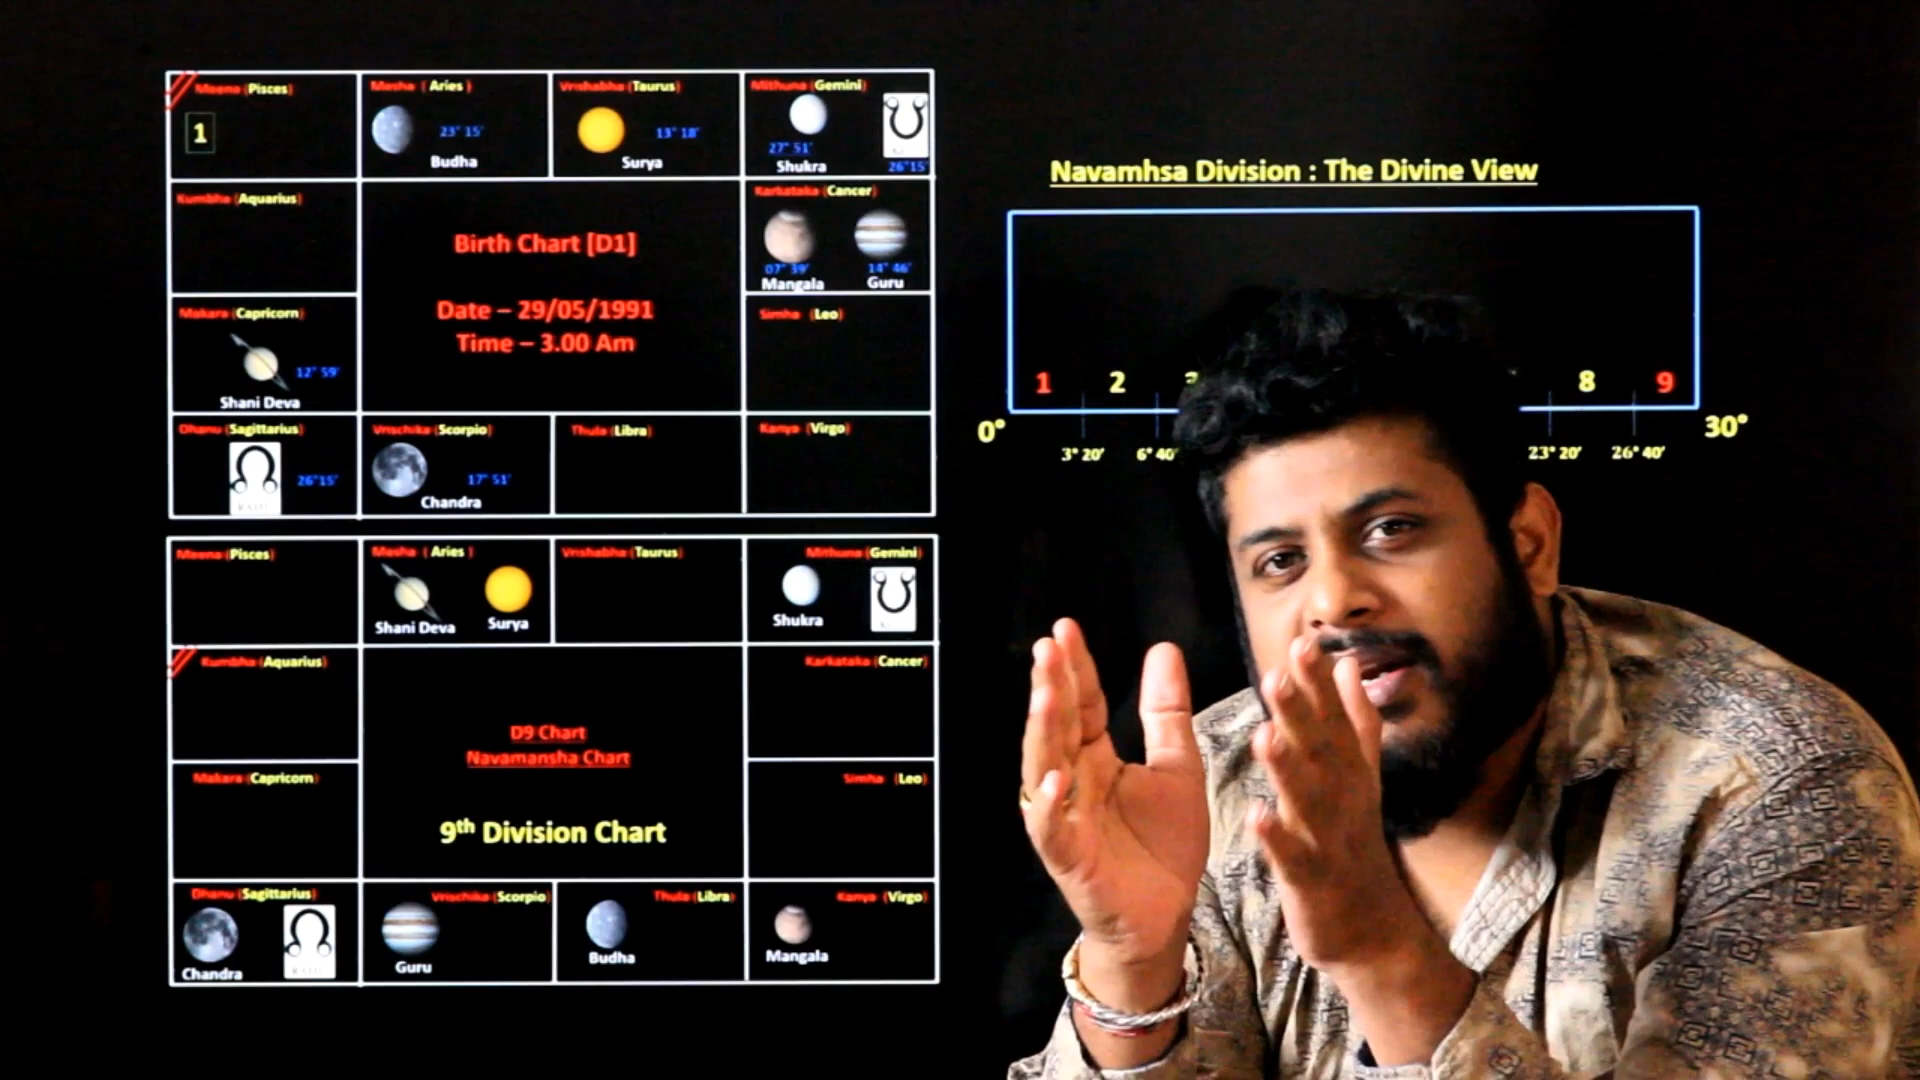 Meena (Pisces)
1
Mesha ( Aries )
23° 15'
Budha
Vrishabha (Taurus)
13° 18'
Surya
Mithuna (Gemini)
27° 51'
Shukra
26°15'
Kumbha (Aquarius)
Birth Chart [D1]
Date – 29/05/1991
Time – 3.00 Am
Karkataka (Cancer)
07° 39'
Mangala
14° 46'
Guru
Makara (Capricorn)
12° 59'
Shani Deva
Simha (Leo)
Dhanu (Sagittarius)
26°15'
Vrischika (Scorpio)
17° 51'
Chandra
Thula (Libra)
Kanya (Virgo)
Meena (Pisces)
Mesha ( Aries )
Shani Deva
Surya
Vrishabha (Taurus)
Mithuna (Gemini)
Shukra
Kumbha (Aquarius)
D9 Chart
Navamansha Chart
9th Division Chart
Karkataka (Cancer)
Makara (Capricorn)
Simha (Leo)
Dhanu (Sagittarius)
Chandra
Vrischika (Scorpio)
Guru
Thula (Libra)
Budha
Kanya (Virgo)
Mangala
Navamhsa Division : The Divine View
1 2 8 9
0° 30°
3° 20' 6° 40' 23° 20' 26° 40'